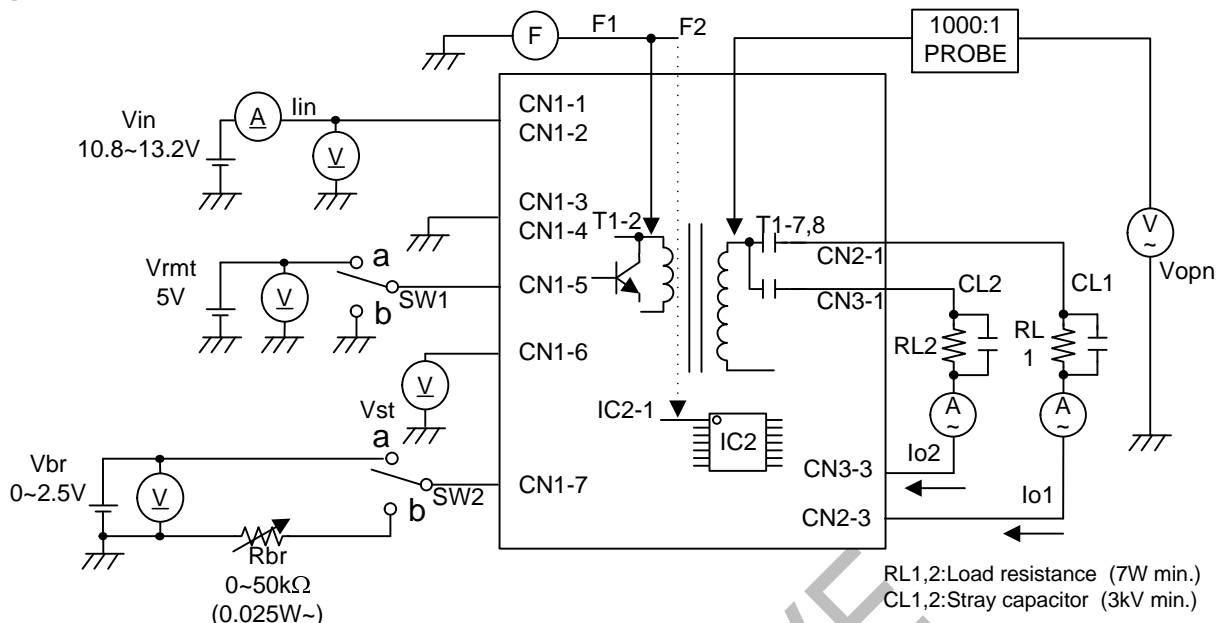 F
F1
F2
1000:1
PROBE
Vin
10.8~13.2V
A
Iin
V
CN1-1
CN1-2
CN1-3
CN1-4
T1-2
T1-7,8
CN2-1
CN3-1
V
~
Vopn
Vrmt
5V
V
a
b
SW1
CN1-5
CN1-6
V
Vst
CL2
CL1
RL2
RL
1
A
~
A
~
IC2-1
IC2
Io2
Io1
CN3-3
CN2-3
Vbr
0~2.5V
V
a
b
SW2
CN1-7
Rbr
0~50kΩ
(0.025W~)
RL1,2:Load resistance (7W min.)
CL1,2:Stray capacitor (3kV min.)